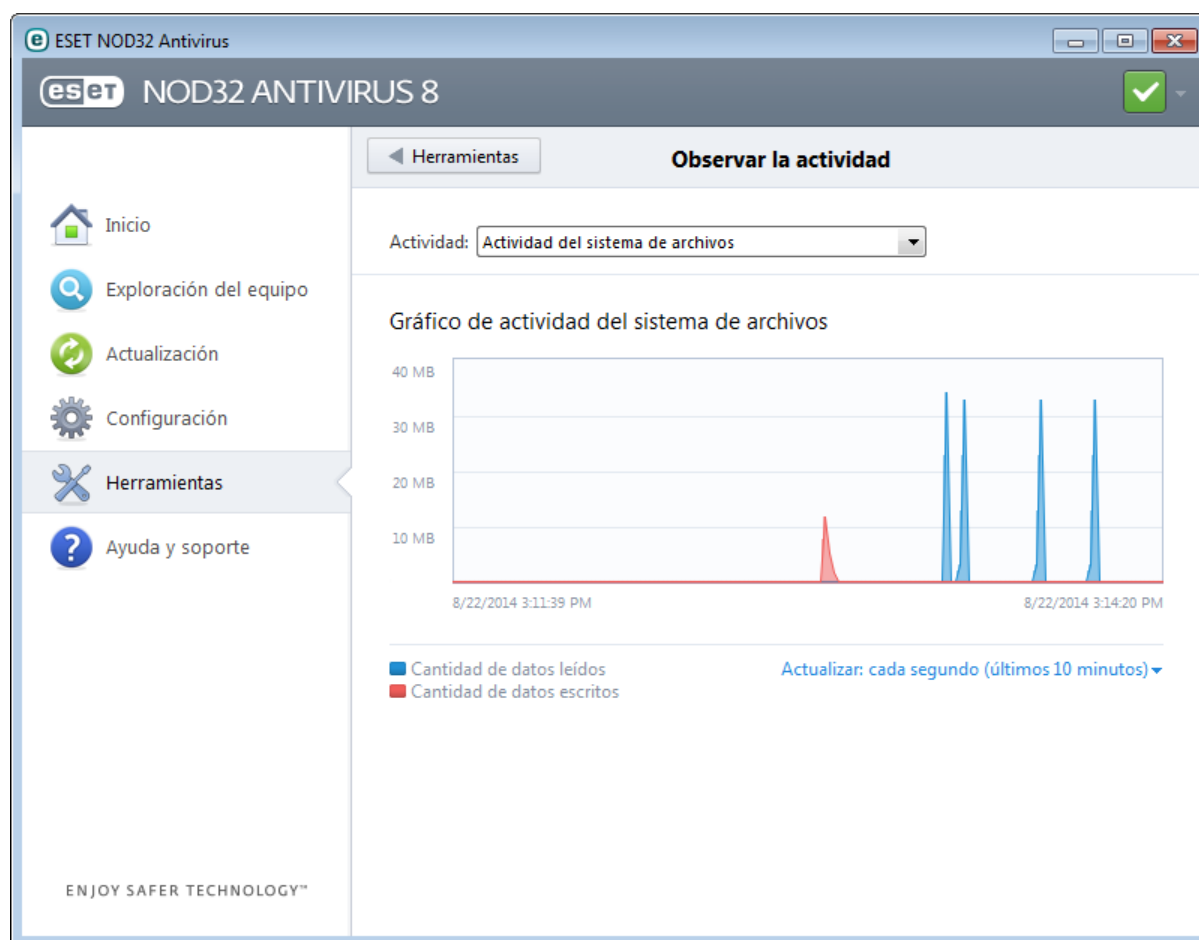 ESET NOD32 Antivirus
eset NOD32 ANTIVIRUS 8
Herramientas
Observar la actividad
Inicio
Exploración del equipo
Actualización
Configuración
Herramientas
Ayuda y soporte
Actividad: Actividad del sistema de archivos
Gráfico de actividad del sistema de archivos
40 MB
30 MB
20 MB
10 MB
8/22/2014 3:11:39 PM
8/22/2014 3:14:20 PM
Cantidad de datos leídos
Cantidad de datos escritos
Actualizar: cada segundo (últimos 10 minutos)
ENJOY SAFER TECHNOLOGY™